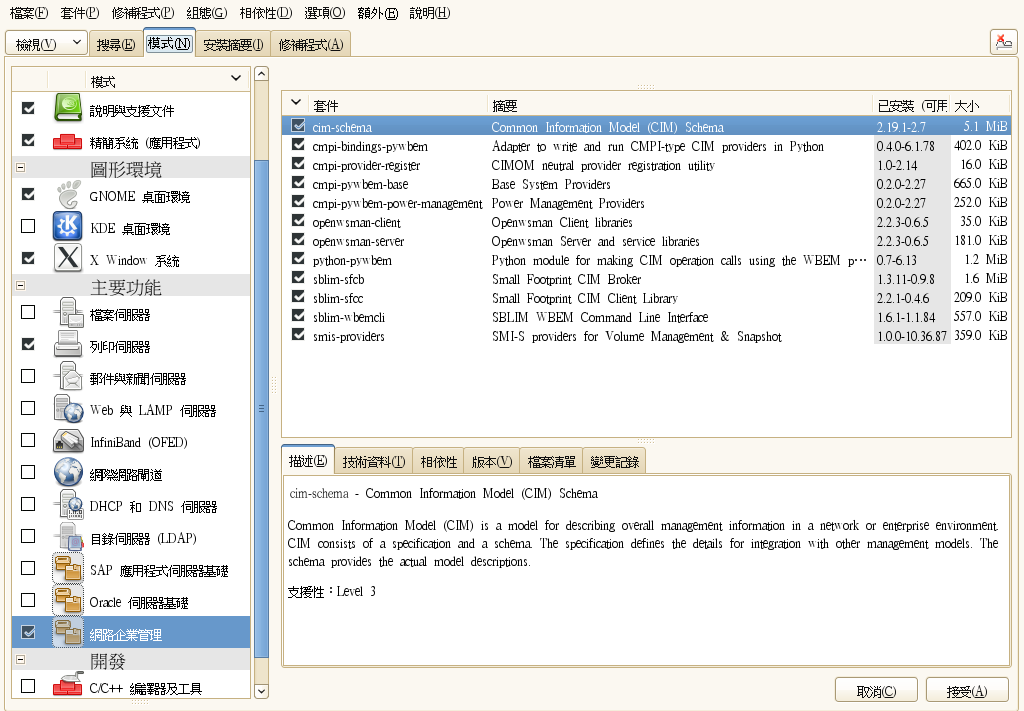 檔案(F) 套件(P) 修補程式(P) 組態(G) 相依性(D) 選項(O) 額外(E) 說明(H)
檢視(V) 搜尋(E) 模式(N) 安裝摘要(I) 修補程式(A)
模式
說明與支援文件
精簡系統 (應用程式)
圖形環境
GNOME 桌面環境
KDE 桌面環境
X Window 系統
主要功能
檔案伺服器
列印伺服器
郵件與新聞伺服器
Web 與 LAMP 伺服器
InfiniBand (OFED)
網際網路閘道
DHCP 和 DNS 伺服器
目錄伺服器 (LDAP)
SAP 應用程式伺服器基礎
Oracle 伺服器基礎
網路企業管理
開發
C/C++ 編譯器及工具
套件 摘要 已安裝 (可用 大小
cim-schema Common Information Model (CIM) Schema 2.19.1-2.7 5.1 MiB
cmpi-bindings-pywbem Adapter to write and run CMPI-type CIM providers in Python 0.4.0-6.1.78 402.0 KiB
cmpi-provider-register CIMOM neutral provider registration utility 1.0-2.14 16.0 KiB
cmpi-pywbem-base Base System Providers 0.2.0-2.27 665.0 KiB
cmpi-pywbem-power-management Power Management Providers 0.2.0-2.27 252.0 KiB
openwsman-client Openwsman Client libraries 2.2.3-0.6.5 35.0 KiB
openwsman-server Openwsman Server and service libraries 2.2.3-0.6.5 181.0 KiB
python-pywbem Python module for making CIM operation calls using the WBEM p⋯ 0.7-6.13 1.2 MiB
sblim-sfcb Small Footprint CIM Broker 1.3.11-0.9.8 1.6 MiB
sblim-sfcc Small Footprint CIM Client Library 2.2.1-0.4.6 209.0 KiB
sblim-wbemcli SBLIM WBEM Command Line Interface 1.6.1-1.1.84 557.0 KiB
smis-providers SMI-S providers for Volume Management & Snapshot 1.0.0-10.36.87 359.0 KiB
描述(E) 技術資料(T) 相依性 版本(V) 檔案清單 變更記錄
cim-schema - Common Information Model (CIM) Schema
Common Information Model (CIM) is a model for describing overall management information in a network or enterprise environment.
CIM consists of a specification and a schema. The specification defines the details for integration with other management models. The
schema provides the actual model descriptions.
支援性：Level 3
取消(C) 接受(A)